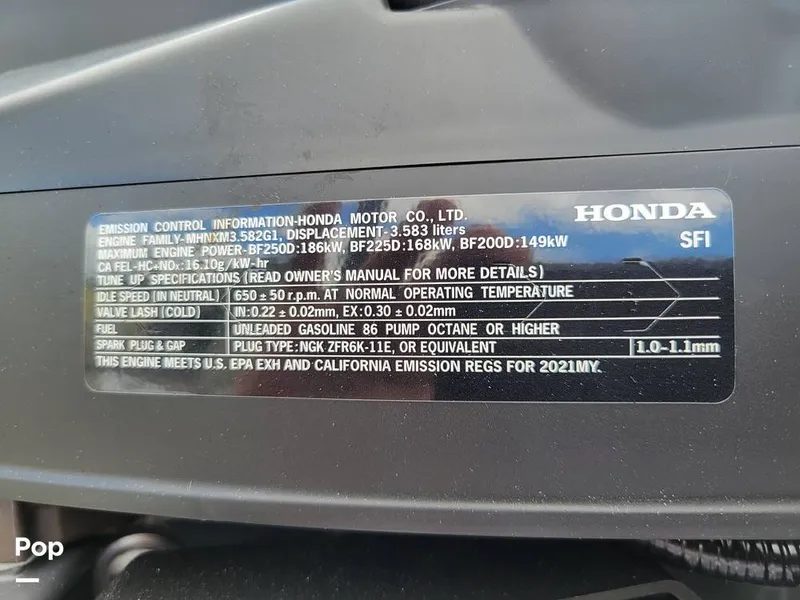 EMISSION CONTROL INFORMATION-HONDA MOTOR CO., LTD.
HONDA
ENGINE FAMILY-MHNXM3.582G1, DISPLACEMENT-3.583 liters
SFI
MAXIMUM ENGINE POWER-BF250D:186kW, BF225D:168kW, BF200D:149kW
CA FEL-HC+NOx:16.10g/kW-hr
TUNE UP SPECIFICATIONS (READ OWNER'S MANUAL FOR MORE DETAILS)
IDLE SPEED (IN NEUTRAL) 650 ± 50 r.p.m. AT NORMAL OPERATING TEMPERATURE
VALVE LASH (COLD) IN:0.22 ± 0.02mm, EX:0.30 ± 0.02mm
FUEL UNLEADED GASOLINE 86 PUMP OCTANE OR HIGHER
SPARK PLUG & GAP PLUG TYPE:NGK ZFR6K-11E, OR EQUIVALENT 1.0-1.1mm
THIS ENGINE MEETS U.S. EPA EXH AND CALIFORNIA EMISSION REGS FOR 2021MY.
Pop